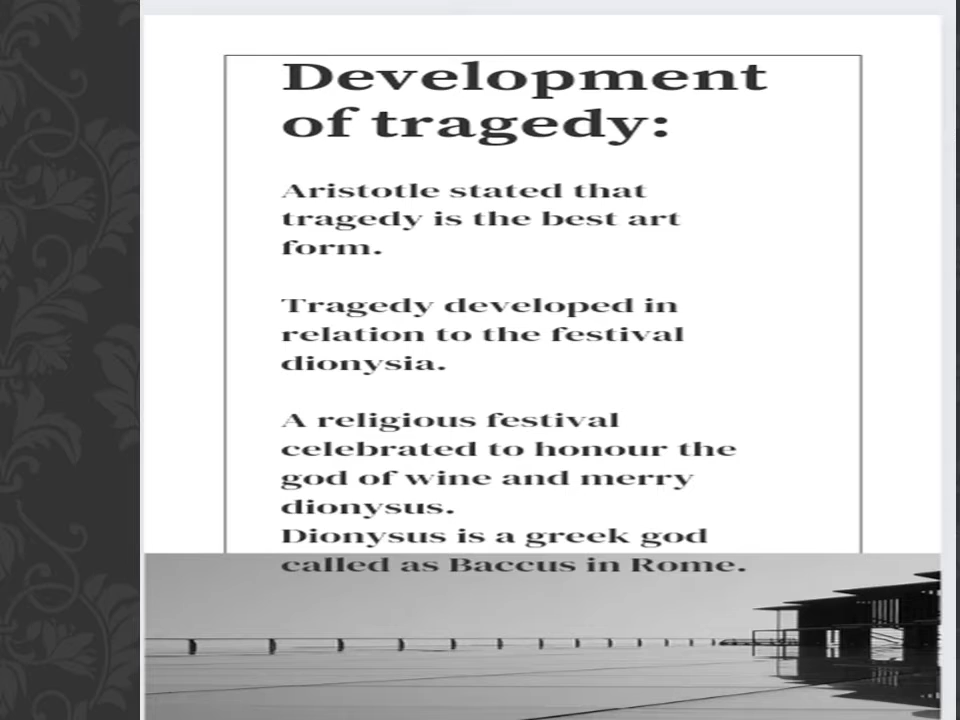 Development
of tragedy:
Aristotle stated that
tragedy is the best art
form.
Tragedy developed in
relation to the festival
dionysia.
A religious festival
celebrated to honour the
god of wine and merry
dionysus.
Dionysus is a greek god
called as Baccus in Rome.